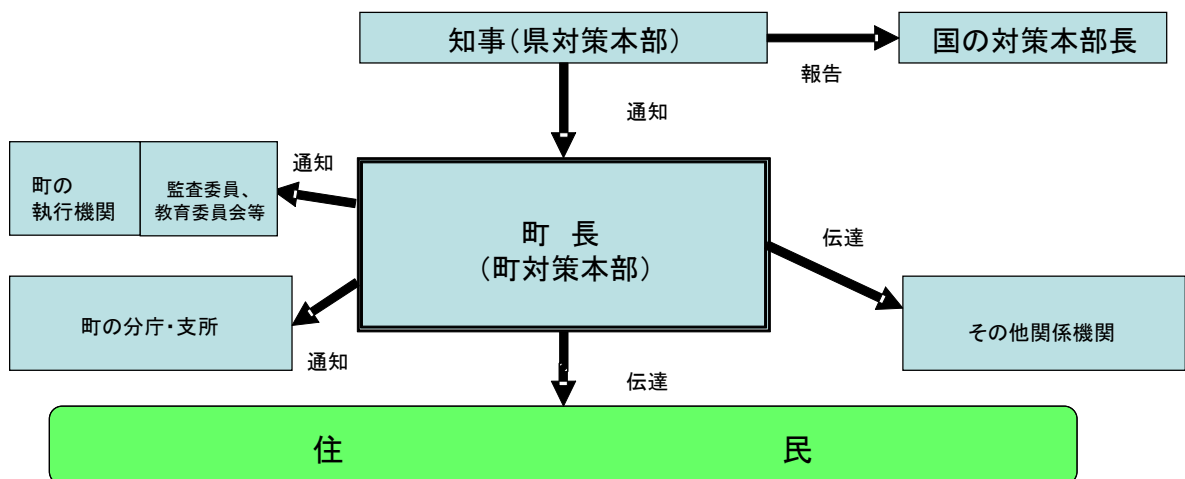 知事(県対策本部)
国の対策本部長
報告
通知
町の
執行機関
監査委員、
教育委員会等
通知
町 長
(町対策本部)
伝達
町の分庁・支所
通知
その他関係機関
伝達
住 民